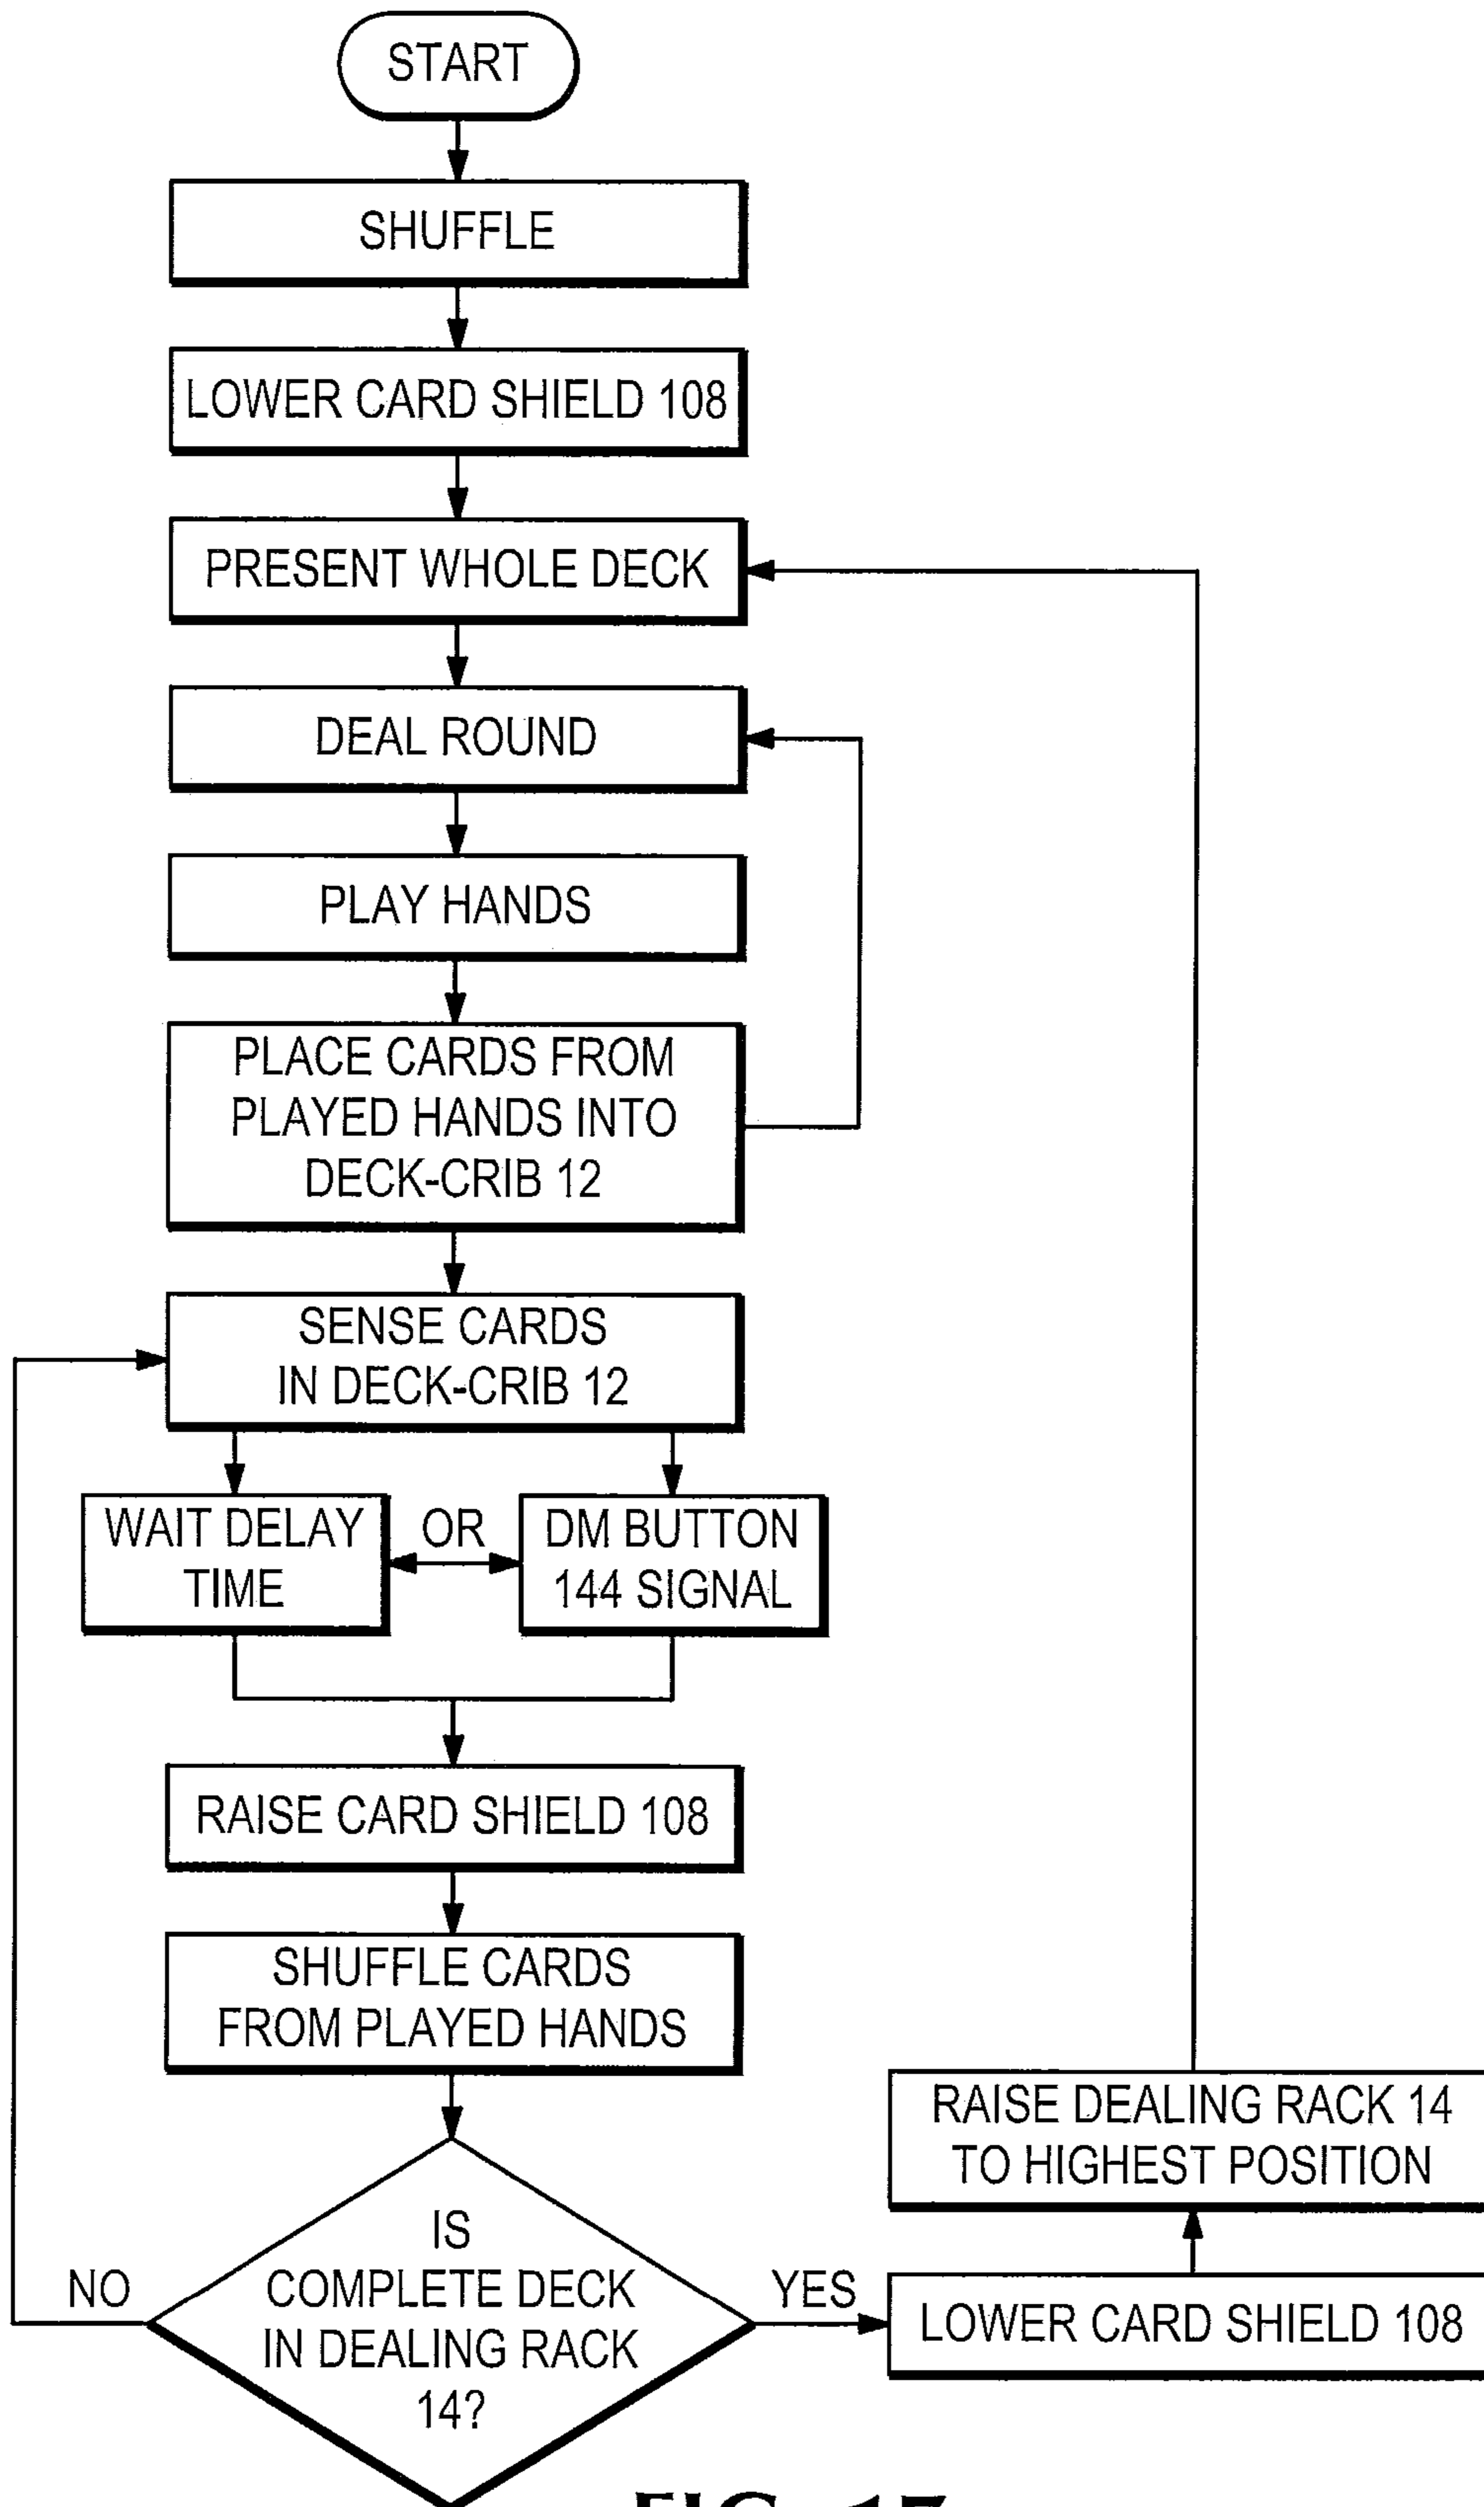 START
SHUFFLE
LOWER CARD SHIELD 108
PRESENT WHOLE DECK
DEAL ROUND
PLAY HANDS
PLACE CARDS FROM
PLAYED HANDS INTO
DECK-CRIB 12
SENSE CARDS
IN DECK-CRIB 12
WAIT DELAY
TIME
OR
DM BUTTON
144 SIGNAL
RAISE CARD SHIELD 108
SHUFFLE CARDS
FROM PLAYED HANDS
IS
COMPLETE DECK
IN DEALING RACK
14?
NO
YES
LOWER CARD SHIELD 108
RAISE DEALING RACK 14
TO HIGHEST POSITION